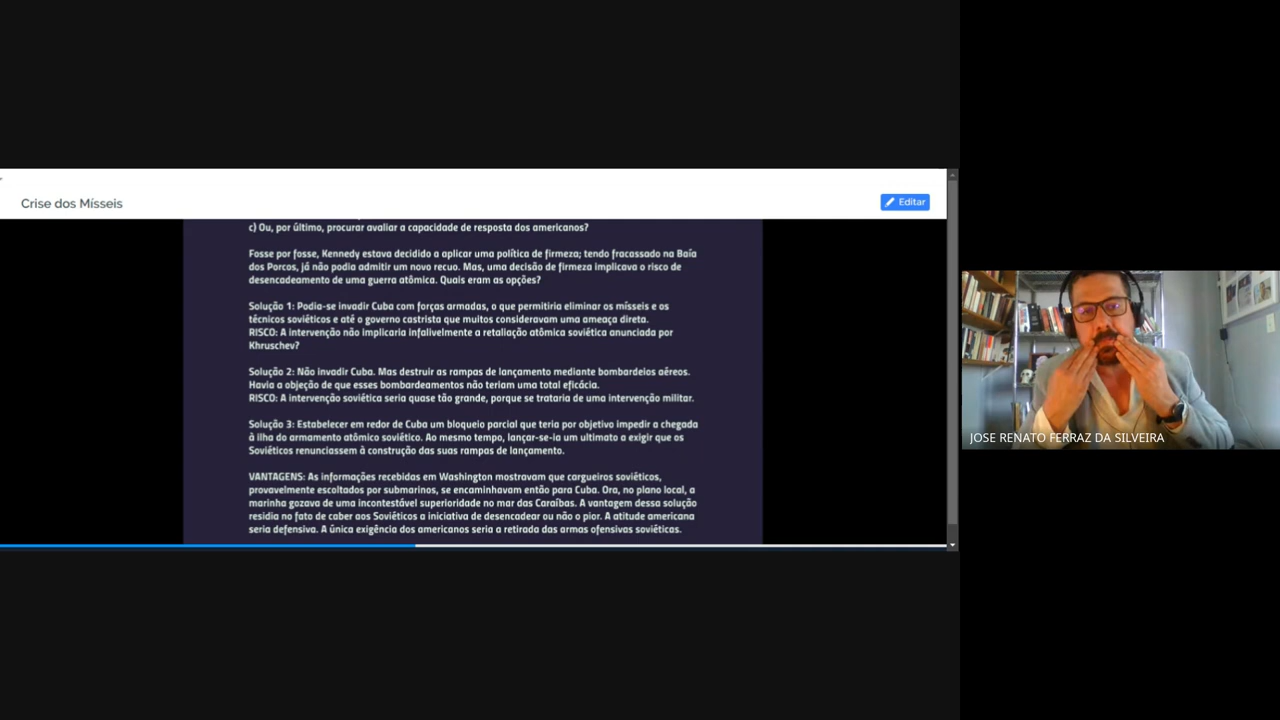 Crise dos Mísseis
Editar
c) Ou, por último, procurar avaliar a capacidade de resposta dos americanos?
Fosse por fosse, Kennedy estava decidido a aplicar uma política de firmeza; tendo fracassado na Baía
dos Porcos, já não podia admitir um novo recuo. Mas, uma decisão de firmeza implicava o risco de
desencadeamento de uma guerra atômica. Quais eram as opções?
Solução 1: Podia-se invadir Cuba com forças armadas, o que permitiria eliminar os mísseis e os
técnicos soviéticos e até o governo castrista que muitos consideravam uma ameaça direta.
RISCO: A intervenção não implicaria infalivelmente a retaliação atômica soviética anunciada por
Khruschev?
Solução 2: Não invadir Cuba. Mas destruir as rampas de lançamento mediante bombardeios aéreos.
Havia a objeção de que esses bombardeamentos não teriam uma total eficácia.
RISCO: A intervenção soviética seria quase tão grande, porque se trataria de uma intervenção militar.
Solução 3: Estabelecer em redor de Cuba um bloqueio parcial que teria por objetivo impedir a chegada
à ilha do armamento atômico soviético. Ao mesmo tempo, lançar-se-ia um ultimato a exigir que os
Soviéticos renunciassem à construção das suas rampas de lançamento.
VANTAGENS: As informações recebidas em Washington mostravam que cargueiros soviéticos,
provavelmente escoltados por submarinos, se encaminhavam então para Cuba. Ora, no plano local, a
marinha gozava de uma incontestável superioridade no mar das Caraíbas. A vantagem dessa solução
residia no fato de caber aos Soviéticos a iniciativa de desencadear ou não o pior. A atitude americana
seria defensiva. A única exigência dos americanos seria a retirada das armas ofensivas soviéticas.
JOSE RENATO FERRAZ DA SILVEIRA